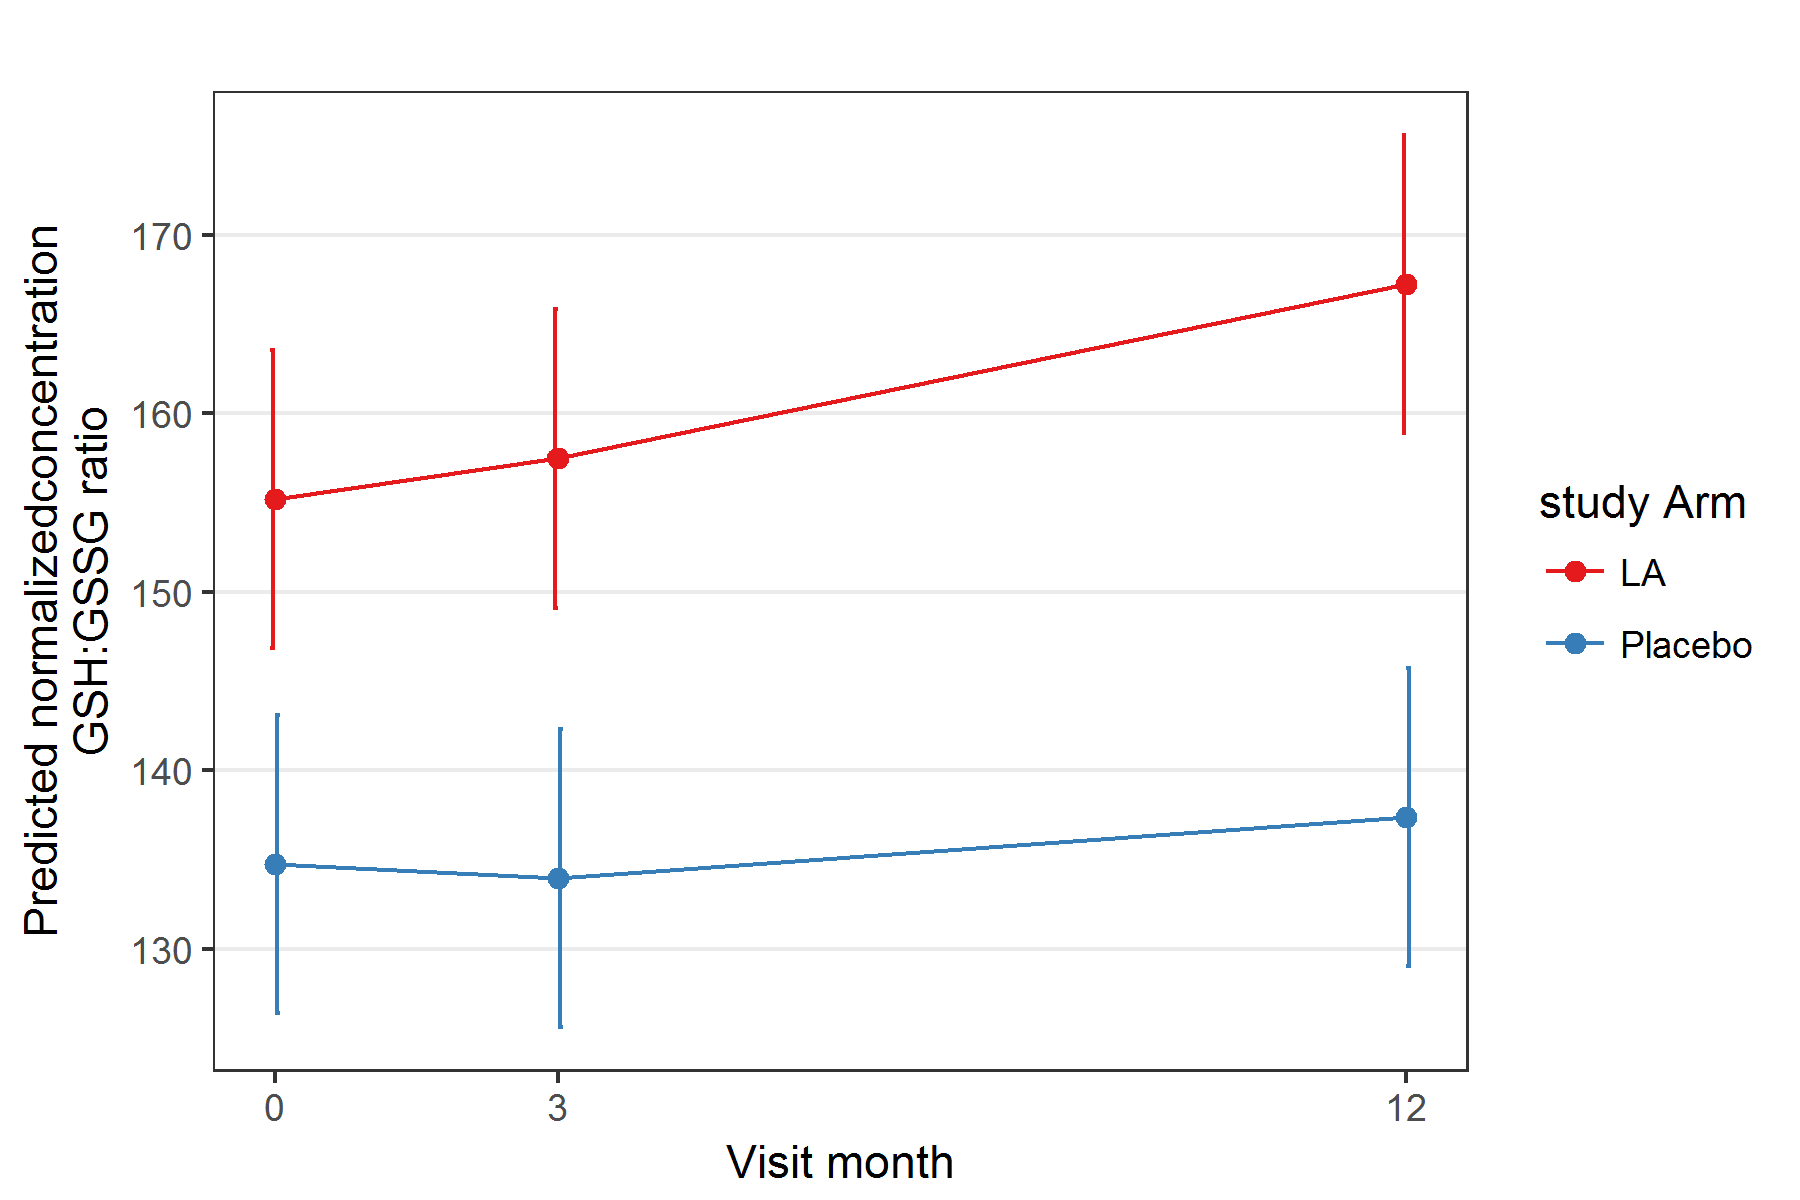 Predicted normalizedconcentration
GSH:GSSG ratio
170
160
150
140
130
0 3 12
Visit month
study Arm
LA
Placebo